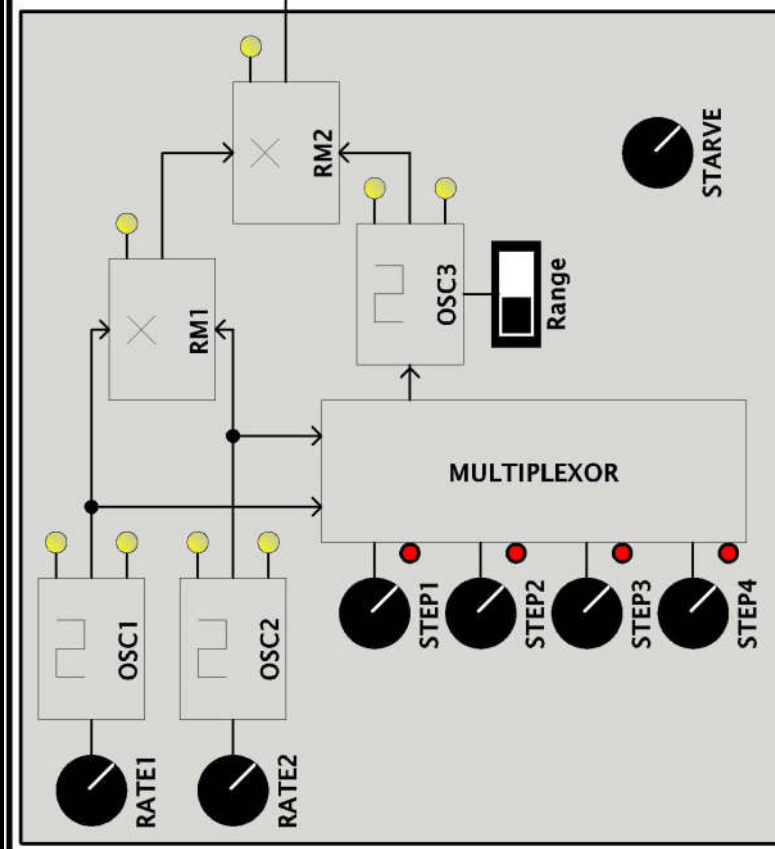 RM2
STARVE
RM1
OSC3
Range
MULTIPLEXOR
STEP1
STEP2
STEP3
STEP4
OSC1
OSC2
RATE1
RATE2